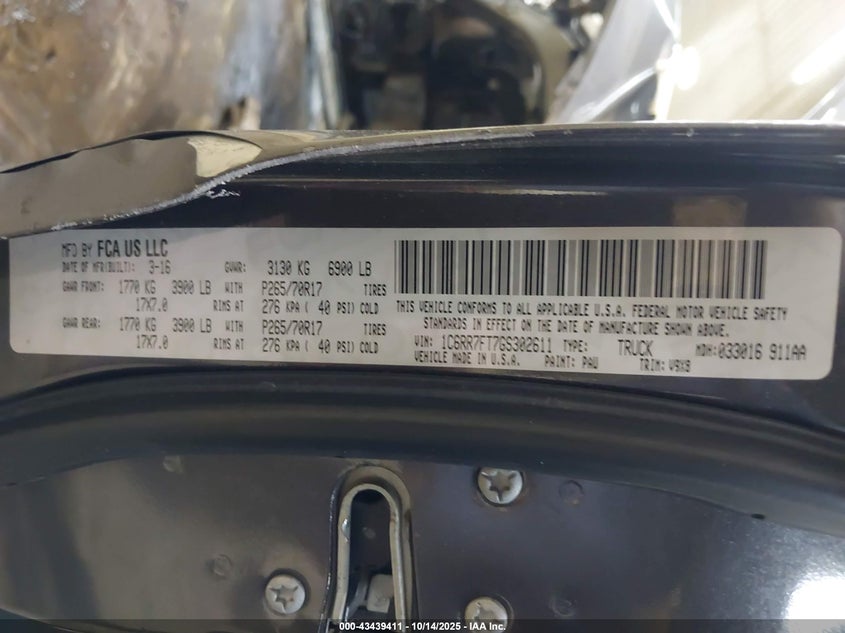 MFD BY FCA US LLC
DATE OF MFR(BUILT): 3-16 GVWR: 3130 KG 6900 LB
GAWR FRONT: 1770 KG 3900 LB WITH P265/70R17 TIRES
17X7.0 RIMS AT 276 KPA ( 40 PSI) COLD
GAWR REAR: 1770 KG 3900 LB WITH P265/70R17 TIRES
17X7.0 RIMS AT 276 KPA ( 40 PSI) COLD
THIS VEHICLE CONFORMS TO ALL APPLICABLE U.S.A. FEDERAL MOTOR VEHICLE SAFETY
STANDARDS IN EFFECT ON THE DATE OF MANUFACTURE SHOWN ABOVE.
VIN: 1C6RR7FT7GS302611 TYPE: TRUCK MDH: 033016 911AA
VEHICLE MADE IN U.S.A. PAINT: PAU TRIM: V9X8
000-43439411 - 10/14/2025 - IAA Inc.